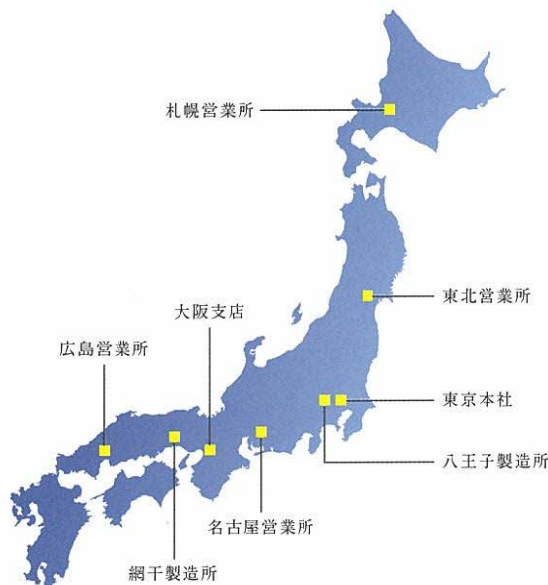 札幌営業所
東北営業所
大阪支店
広島営業所
東京本社
八王子製造所
名古屋営業所
網干製造所